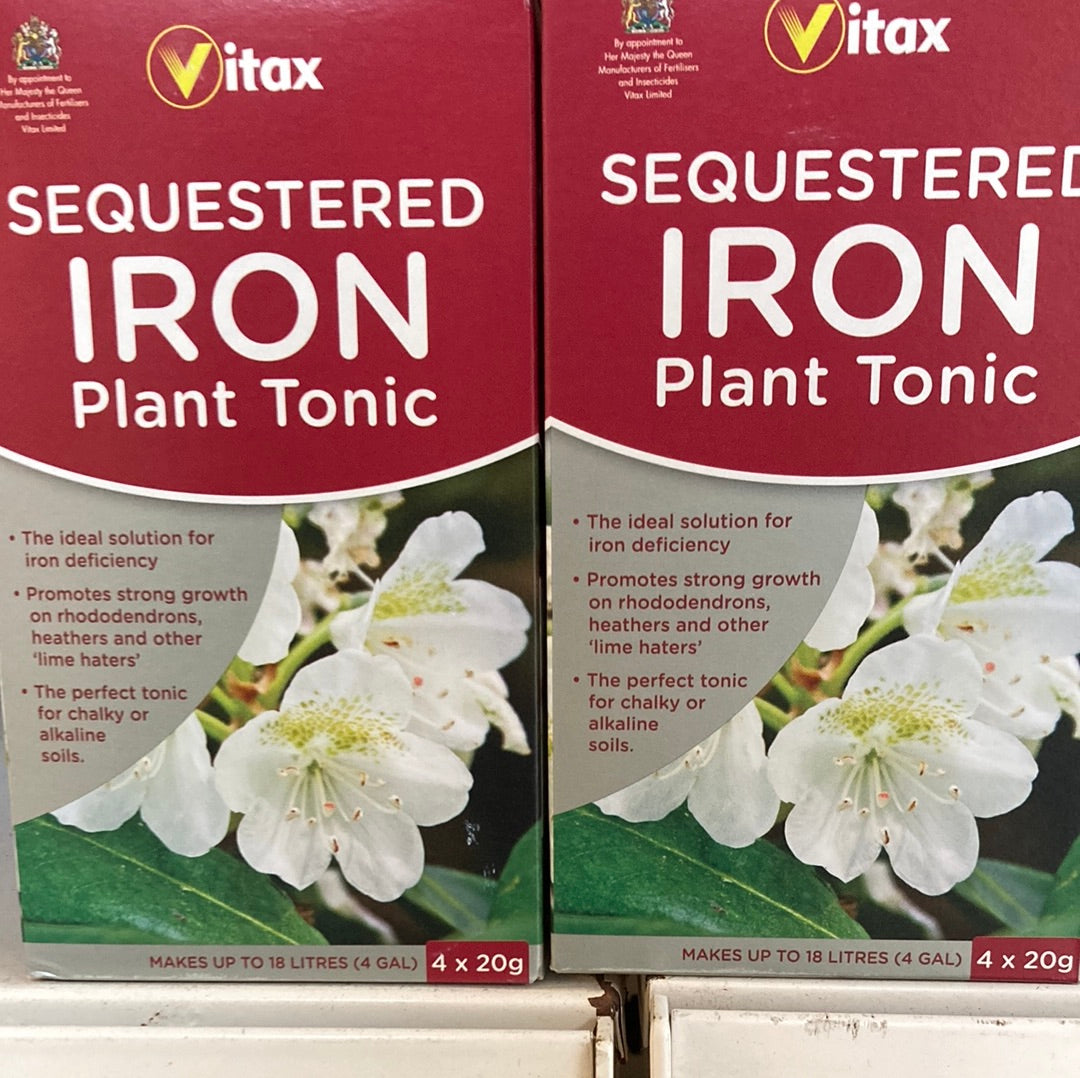 By appointment to
Her Majesty the Queen
Manufacturers of Fertilisers
and Insecticides
Vitax Limited
Vitax
SEQUESTERED
IRON
Plant Tonic
• The ideal solution for
iron deficiency
• Promotes strong growth
on rhododendrons,
heathers and other
'lime haters'
• The perfect tonic
for chalky or
alkaline
soils.
MAKES UP TO 18 LITRES (4 GAL) 4 x 20g
By appointment to
Her Majesty the Queen
Manufacturers of Fertilisers
and Insecticides
Vitax Limited
Vitax
SEQUESTERED
IRON
Plant Tonic
• The ideal solution for
iron deficiency
• Promotes strong growth
on rhododendrons,
heathers and other
'lime haters'
• The perfect tonic
for chalky or
alkaline
soils.
MAKES UP TO 18 LITRES (4 GAL) 4 x 20g